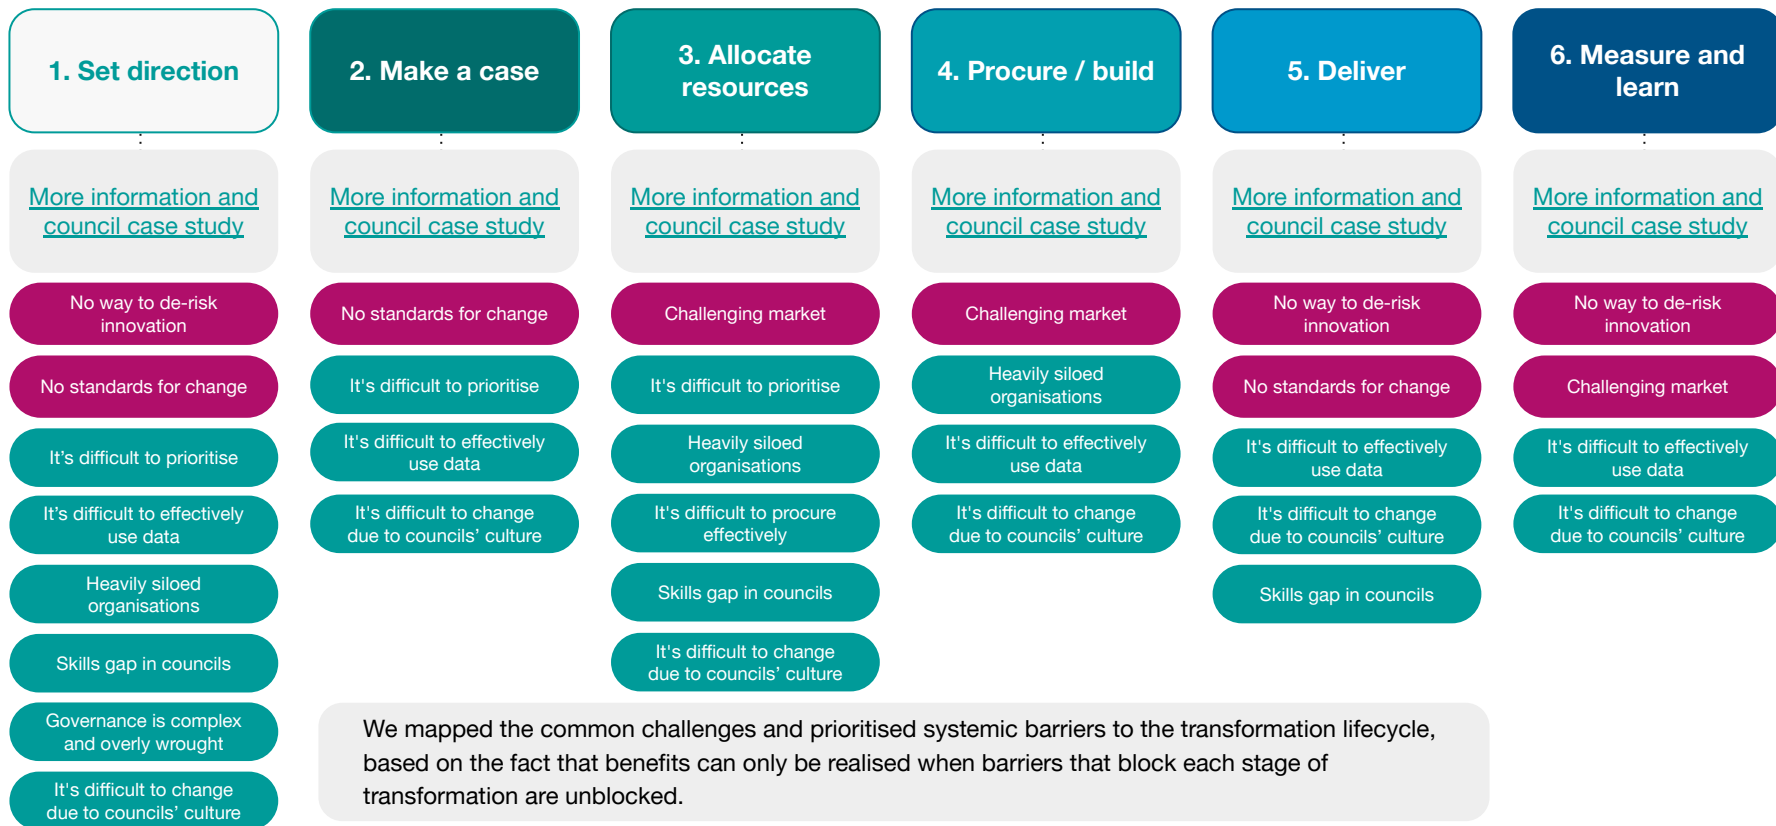 1. Set direction
More information and
council case study
No way to de-risk
innovation
No standards for change
It’s difficult to prioritise
It’s difficult to effectively
use data
Heavily siloed
organisations
Skills gap in councils
Governance is complex
and overly wrought
It's difficult to change
due to councils’ culture
2. Make a case
More information and
council case study
No standards for change
It's difficult to prioritise
It's difficult to effectively
use data
It's difficult to change
due to councils’ culture
3. Allocate
resources
More information and
council case study
Challenging market
It's difficult to prioritise
Heavily siloed
organisations
It's difficult to procure
effectively
Skills gap in councils
It's difficult to change
due to councils’ culture
4. Procure / build
More information and
council case study
Challenging market
Heavily siloed
organisations
It's difficult to effectively
use data
It's difficult to change
due to councils’ culture
5. Deliver
More information and
council case study
No way to de-risk
innovation
No standards for change
It's difficult to effectively
use data
It's difficult to change
due to councils’ culture
Skills gap in councils
6. Measure and
learn
More information and
council case study
No way to de-risk
innovation
Challenging market
It's difficult to effectively
use data
It's difficult to change
due to councils’ culture
We mapped the common challenges and prioritised systemic barriers to the transformation lifecycle,
based on the fact that benefits can only be realised when barriers that block each stage of
transformation are unblocked.